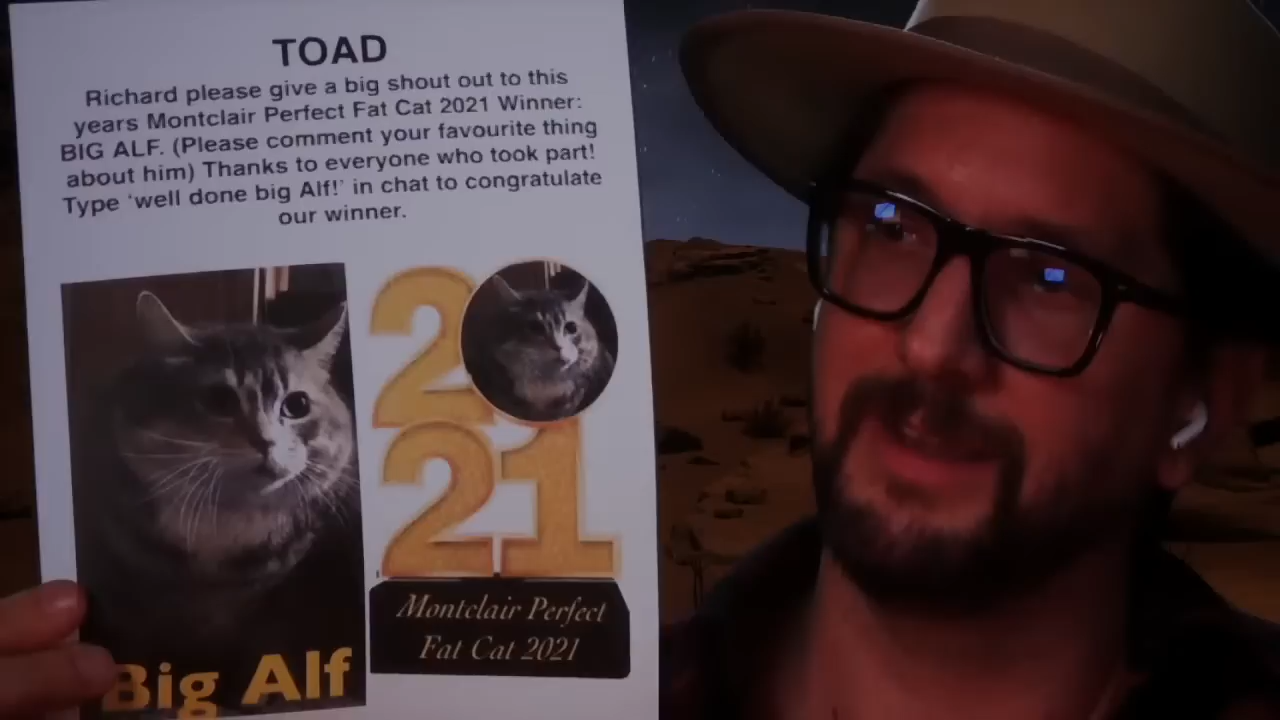 TOAD
Richard please give a big shout out to this
years Montclair Perfect Fat Cat 2021 Winner:
BIG ALF. (Please comment your favourite thing
about him) Thanks to everyone who took part!
Type ‘well done big Alf!’ in chat to congratulate
our winner.
2
21
Montclair Perfect
Fat Cat 2021
Big Alf